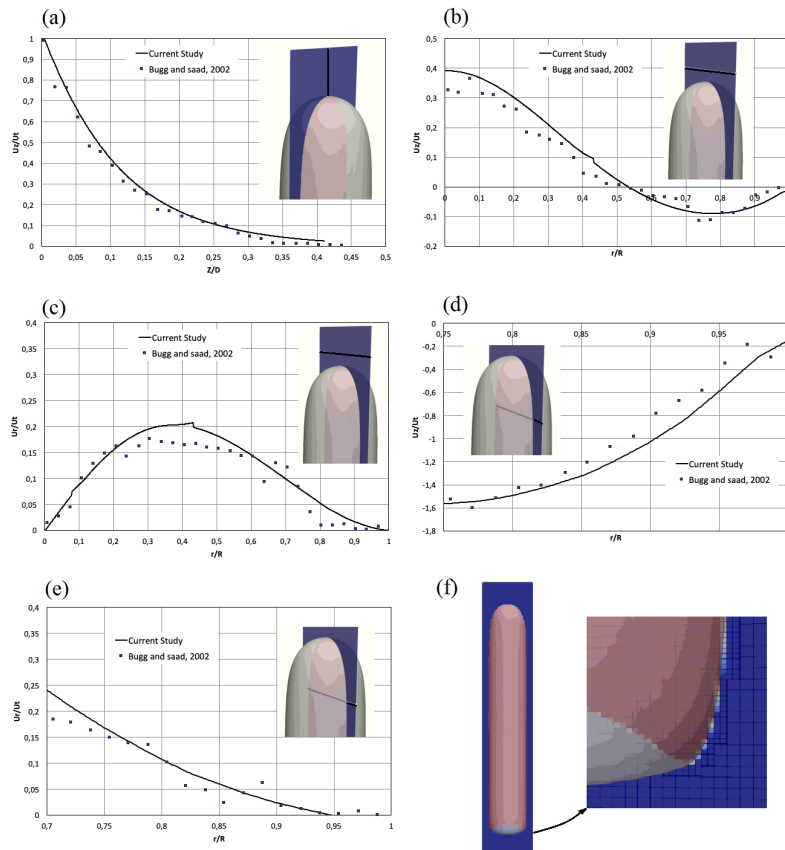 (a)
Uz/Ut
1
0,9
0,8
0,7
0,6
0,5
0,4
0,3
0,2
0,1
0
Current Study
Bugg and saad, 2002
0 0,05 0,1 0,15 0,2 0,25 0,3 0,35 0,4 0,45 0,5
Z/D
(b)
Uz/Ut
0,5
0,4
0,3
0,2
0,1
0
-0,1
-0,2
Current Study
Bugg and saad, 2002
0 0,1 0,2 0,3 0,4 0,5 0,6 0,7 0,8 0,9
r/R
(c)
Ur/Ut
0,4
0,35
0,3
0,25
0,2
0,15
0,1
0,05
0
Current Study
Bugg and saad, 2002
0 0,1 0,2 0,3 0,4 0,5 0,6 0,7 0,8 0,9 1
r/R
(d)
0,75 0,8 0,85 0,9 0,95
Uz/Ut
0
-0,2
-0,4
-0,6
-0,8
-1
-1,2
-1,4
-1,6
-1,8
Current Study
Bugg and saad, 2002
r/R
(e)
Ur/Ut
0,4
0,35
0,3
0,25
0,2
0,15
0,1
0,05
0
Current Study
Bugg and saad, 2002
0,7 0,75 0,8 0,85 0,9 0,95 1
r/R
(f)